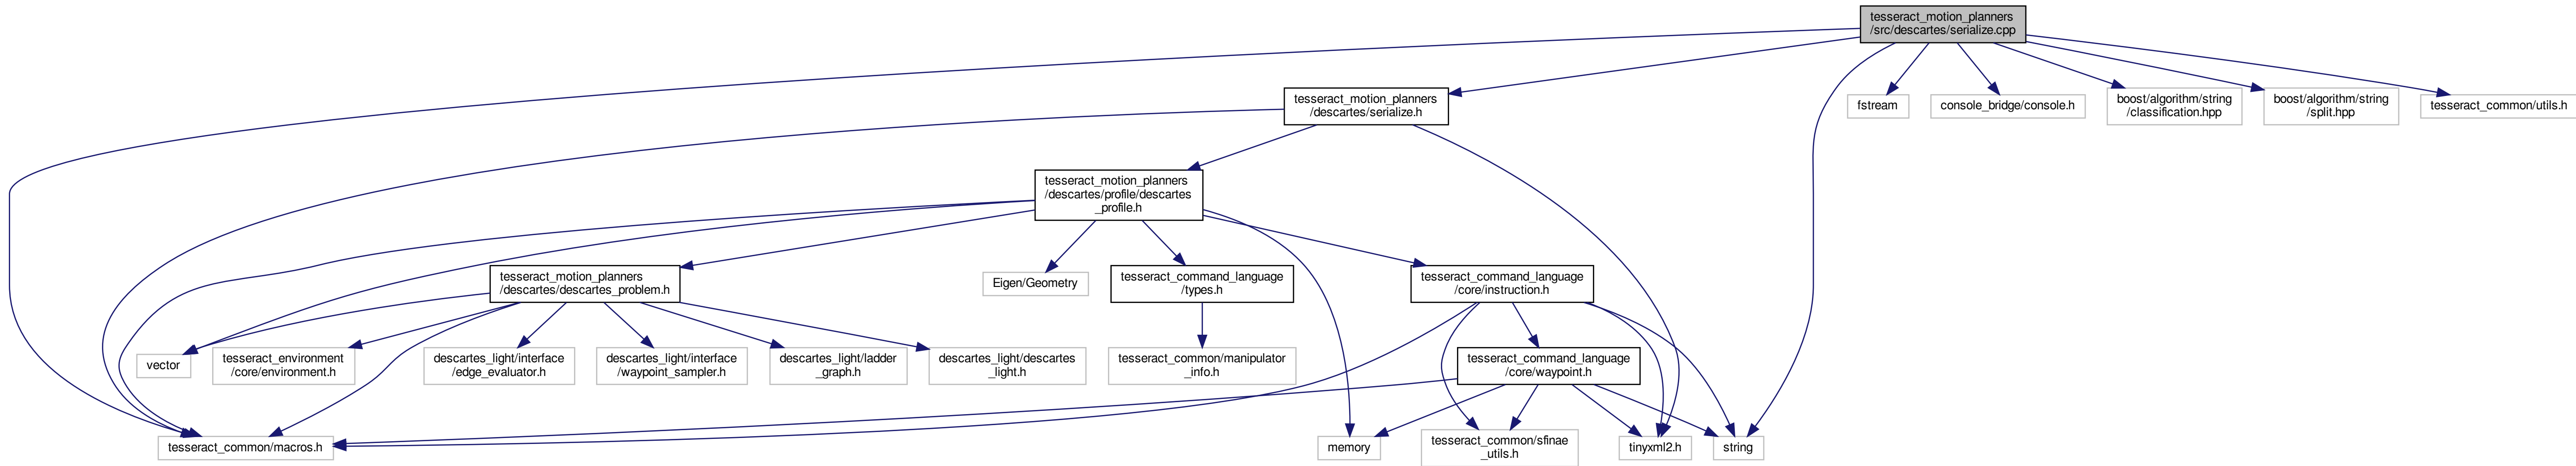 tesseract_motion_planners
/src/descartes/serialize.cpp
tesseract_motion_planners
/descartes/serialize.h
fstream
console_bridge/console.h
boost/algorithm/string
/classification.hpp
boost/algorithm/string
/split.hpp
tesseract_common/utils.h
tesseract_motion_planners
/descartes/profile/descartes
_profile.h
tesseract_motion_planners
/descartes/descartes_problem.h
Eigen/Geometry
tesseract_command_language
/types.h
tesseract_command_language
/core/instruction.h
vector
tesseract_environment
/core/environment.h
descartes_light/interface
/edge_evaluator.h
descartes_light/interface
/waypoint_sampler.h
descartes_light/ladder
_graph.h
descartes_light/descartes
_light.h
tesseract_common/manipulator
_info.h
tesseract_command_language
/core/waypoint.h
tesseract_common/macros.h
memory
tesseract_common/sfinae
_utils.h
tinyxml2.h
string